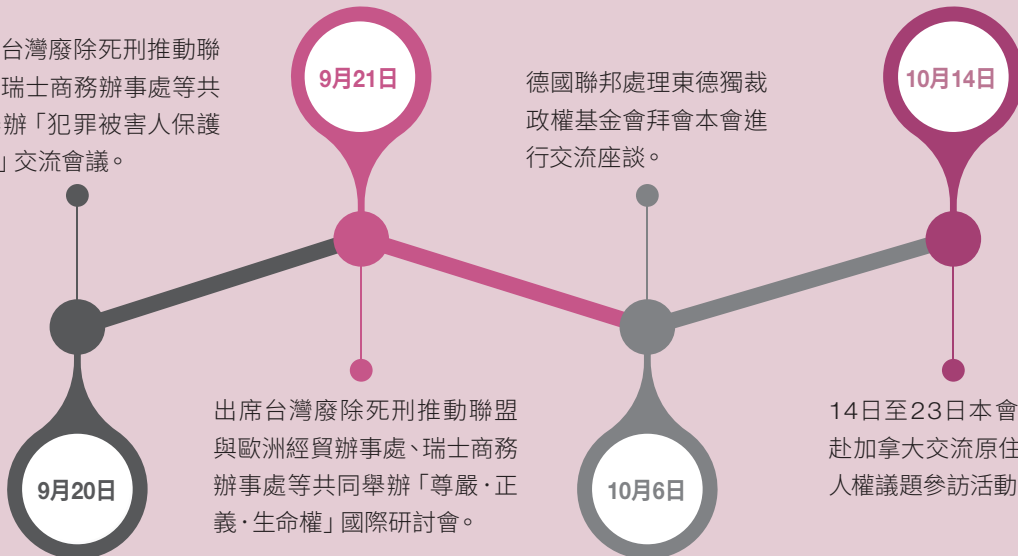 台灣廢除死刑推動聯
瑞士商務辦事處等共
辦「犯罪被害人保護
」交流會議。
9月20日
9月21日
出席台灣廢除死刑推動聯盟
與歐洲經貿辦事處、瑞士商務
辦事處等共同舉辦「尊嚴·正
義·生命權」國際研討會。
德國聯邦處理東德獨裁
政權基金會拜會本會進
行交流座談。
10月6日
10月14日
14日至23日本會
赴加拿大交流原住
人權議題參訪活動